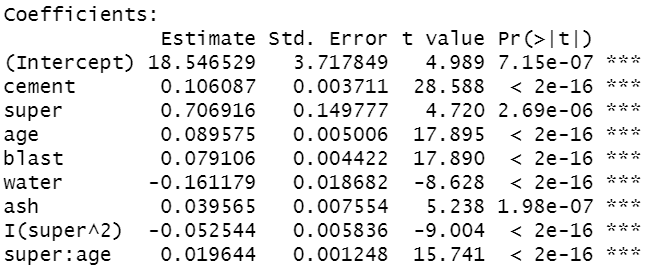 Coefficients:
Estimate Std. Error t value Pr(>|t|)
(Intercept) 18.546529 3.717849 4.989 7.15e-07 ***
cement 0.106087 0.003711 28.588 < 2e-16 ***
super 0.706916 0.149777 4.720 2.69e-06 ***
age 0.089575 0.005006 17.895 < 2e-16 ***
blast 0.079106 0.004422 17.890 < 2e-16 ***
water -0.161179 0.018682 -8.628 < 2e-16 ***
ash 0.039565 0.007554 5.238 1.98e-07 ***
I(super^2) -0.052544 0.005836 -9.004 < 2e-16 ***
super:age 0.019644 0.001248 15.741 < 2e-16 ***